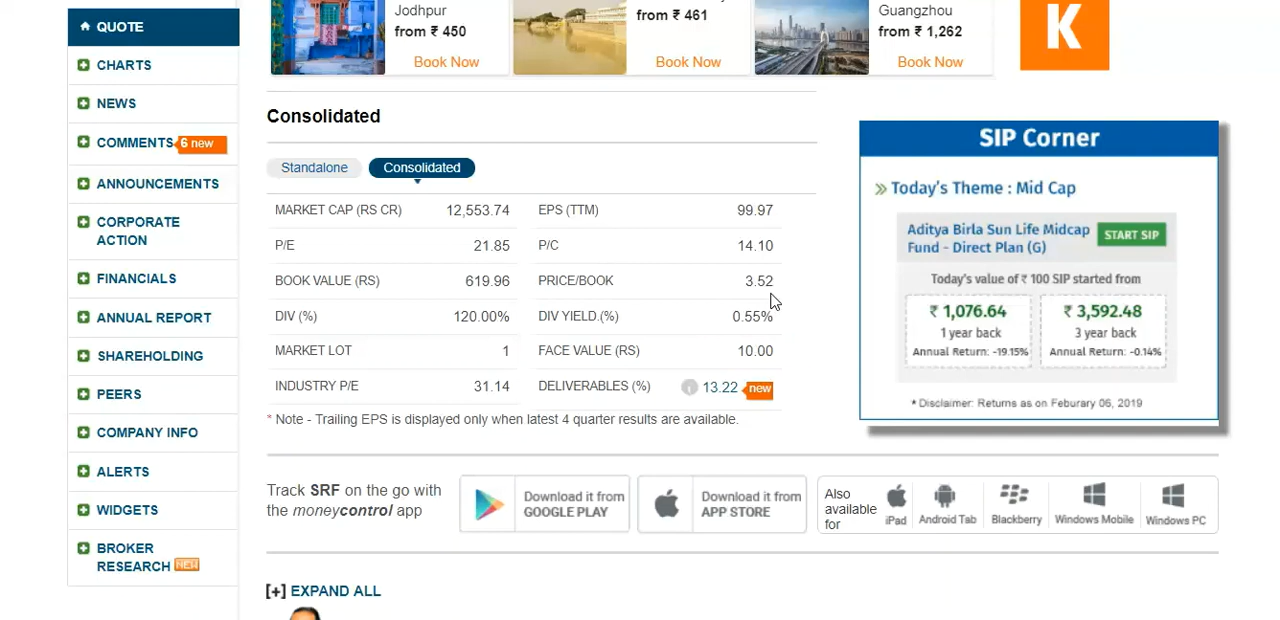 QUOTE
CHARTS
NEWS
COMMENTS 6 new
ANNOUNCEMENTS
CORPORATE
ACTION
FINANCIALS
ANNUAL REPORT
SHAREHOLDING
PEERS
COMPANY INFO
ALERTS
WIDGETS
BROKER
RESEARCH NEW
Jodhpur
from ₹ 450
Book Now
from ₹ 461
Book Now
Guangzhou
from ₹ 1,262
Book Now
K
Consolidated
Standalone Consolidated
MARKET CAP (RS CR) 12,553.74 EPS (TTM) 99.97
P/E 21.85 P/C 14.10
BOOK VALUE (RS) 619.96 PRICE/BOOK 3.52
DIV (%) 120.00% DIV YIELD.(%) 0.55%
MARKET LOT 1 FACE VALUE (RS) 10.00
INDUSTRY P/E 31.14 DELIVERABLES (%) i 13.22 new
* Note - Trailing EPS is displayed only when latest 4 quarter results are available.
SIP Corner
» Today's Theme : Mid Cap
Aditya Birla Sun Life Midcap
Fund - Direct Plan (G)
START SIP
Today's value of ₹ 100 SIP started from
₹ 1,076.64
1 year back
Annual Return: -19.15%
₹ 3,592.48
3 year back
Annual Return: -0.14%
* Disclaimer: Returns as on Feburary 06, 2019
Track SRF on the go with
the moneycontrol app
Download it from
GOOGLE PLAY
Download it from
APP STORE
Also
available
for
iPad
Android Tab
Blackberry
Windows Mobile
Windows PC
[+] EXPAND ALL